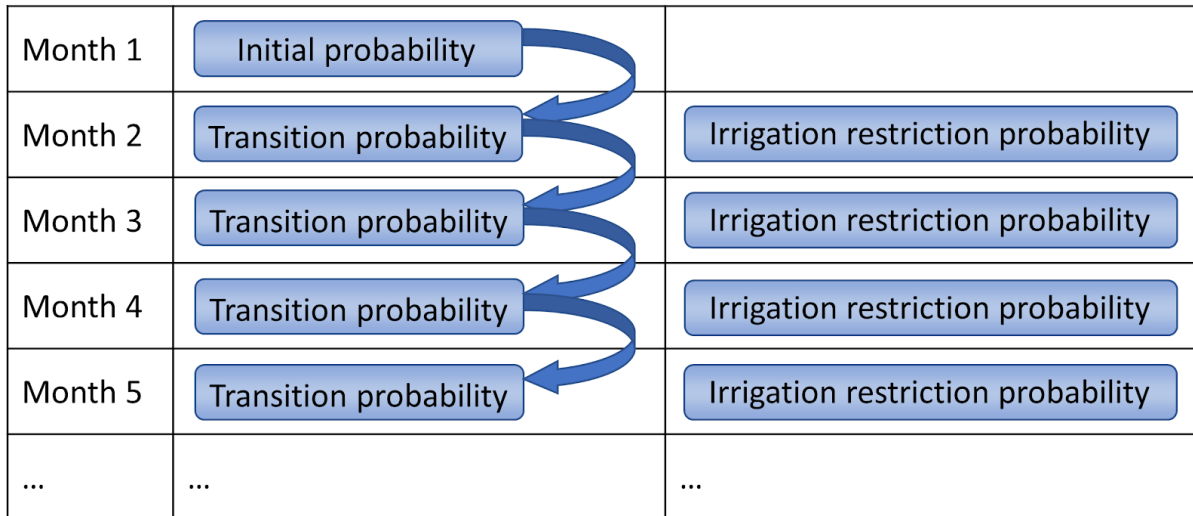 Month 1 Initial probability
Month 2 Transition probability Irrigation restriction probability
Month 3 Transition probability Irrigation restriction probability
Month 4 Transition probability Irrigation restriction probability
Month 5 Transition probability Irrigation restriction probability
... ... ...